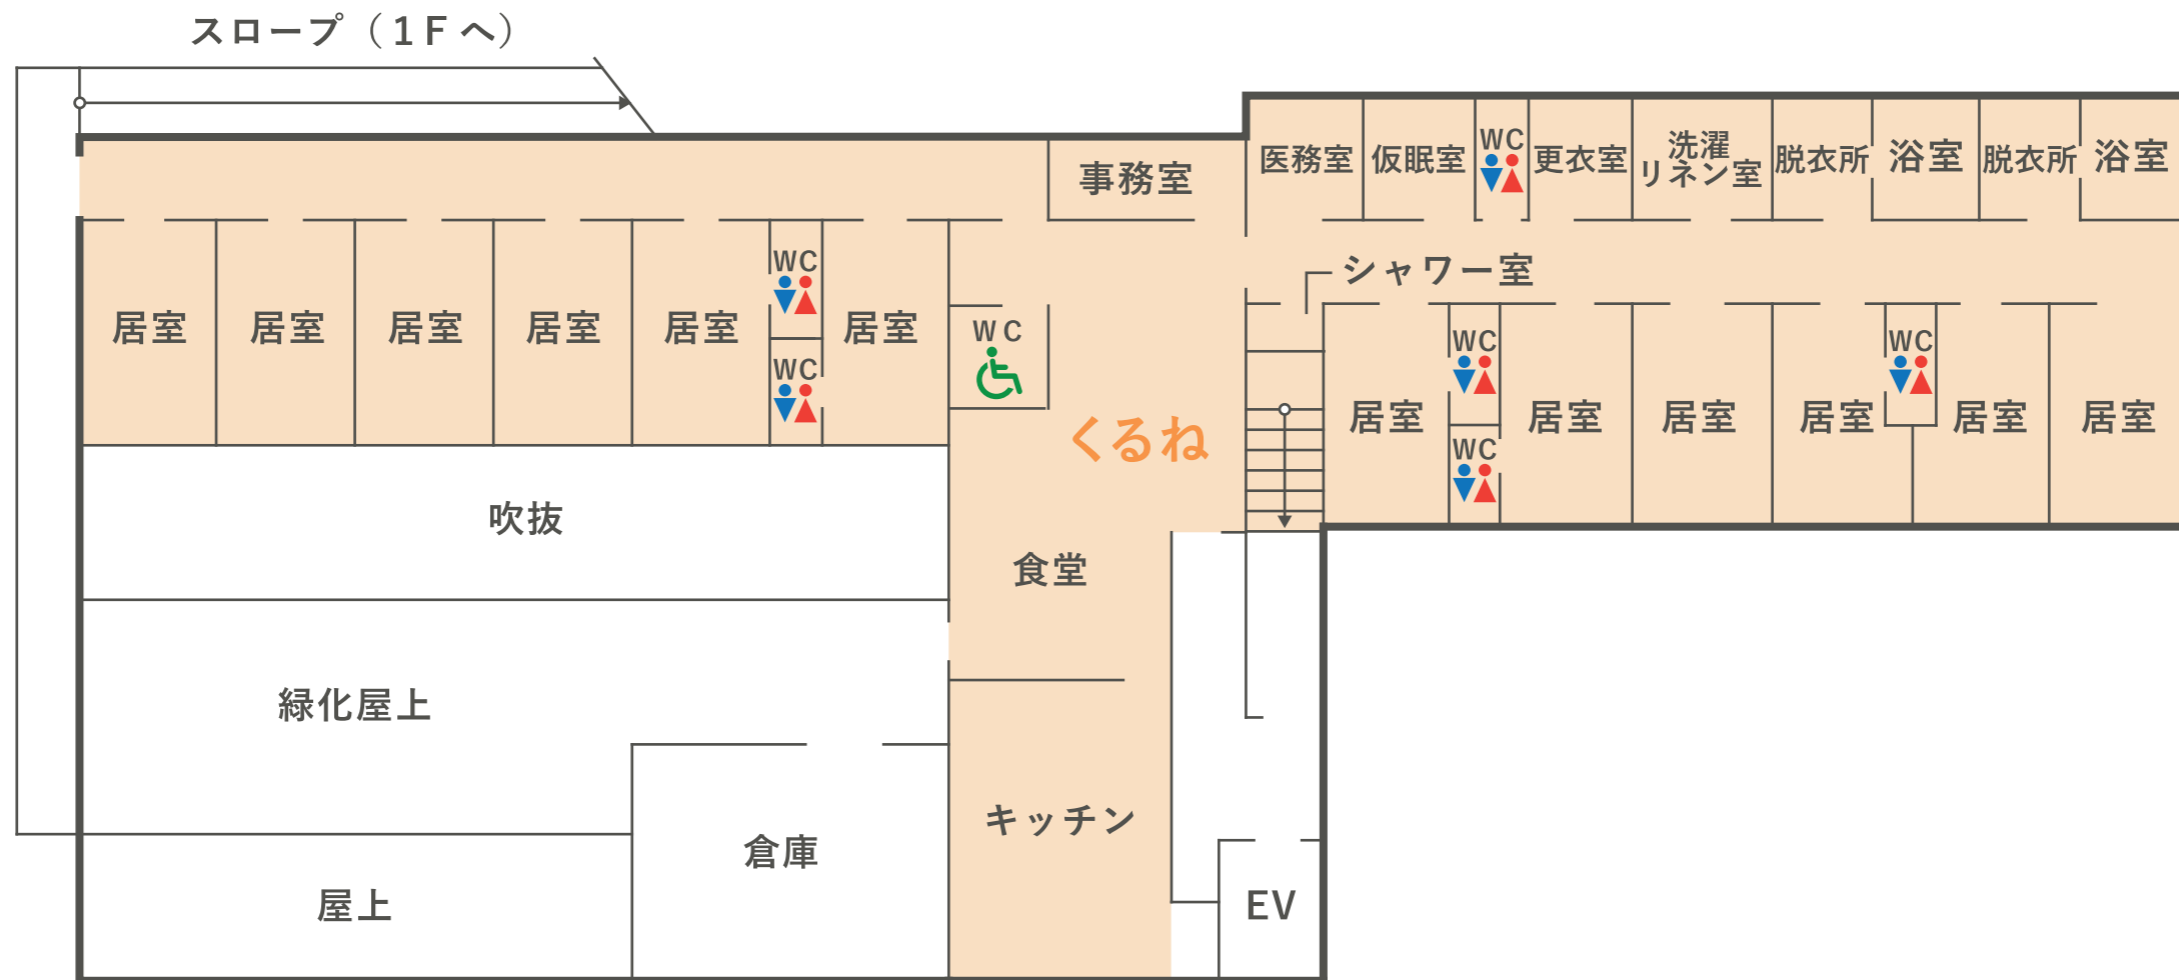 スロープ（１Ｆへ）
事務室
医務室
仮眠室
WC
更衣室
洗濯
リネン室
脱衣所
浴室
脱衣所
浴室
シャワー室
居室
居室
居室
居室
居室
WC
WC
居室
WC
くるね
居室
WC
WC
居室
居室
居室
WC
居室
居室
吹抜
食堂
緑化屋上
キッチン
倉庫
屋上
EV